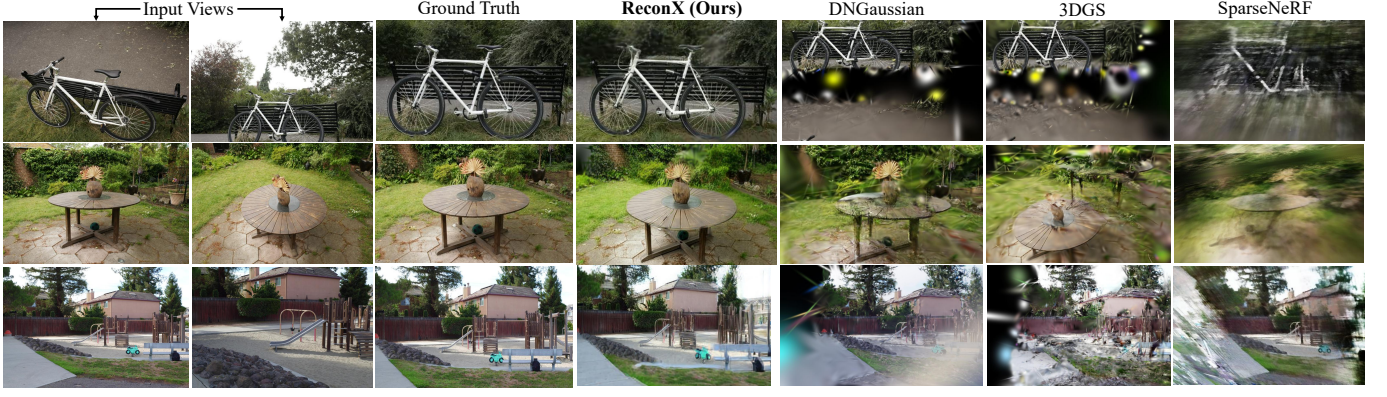 Input Views
Ground Truth
ReconX (Ours)
DNGaussian
3DGS
SparseNeRF